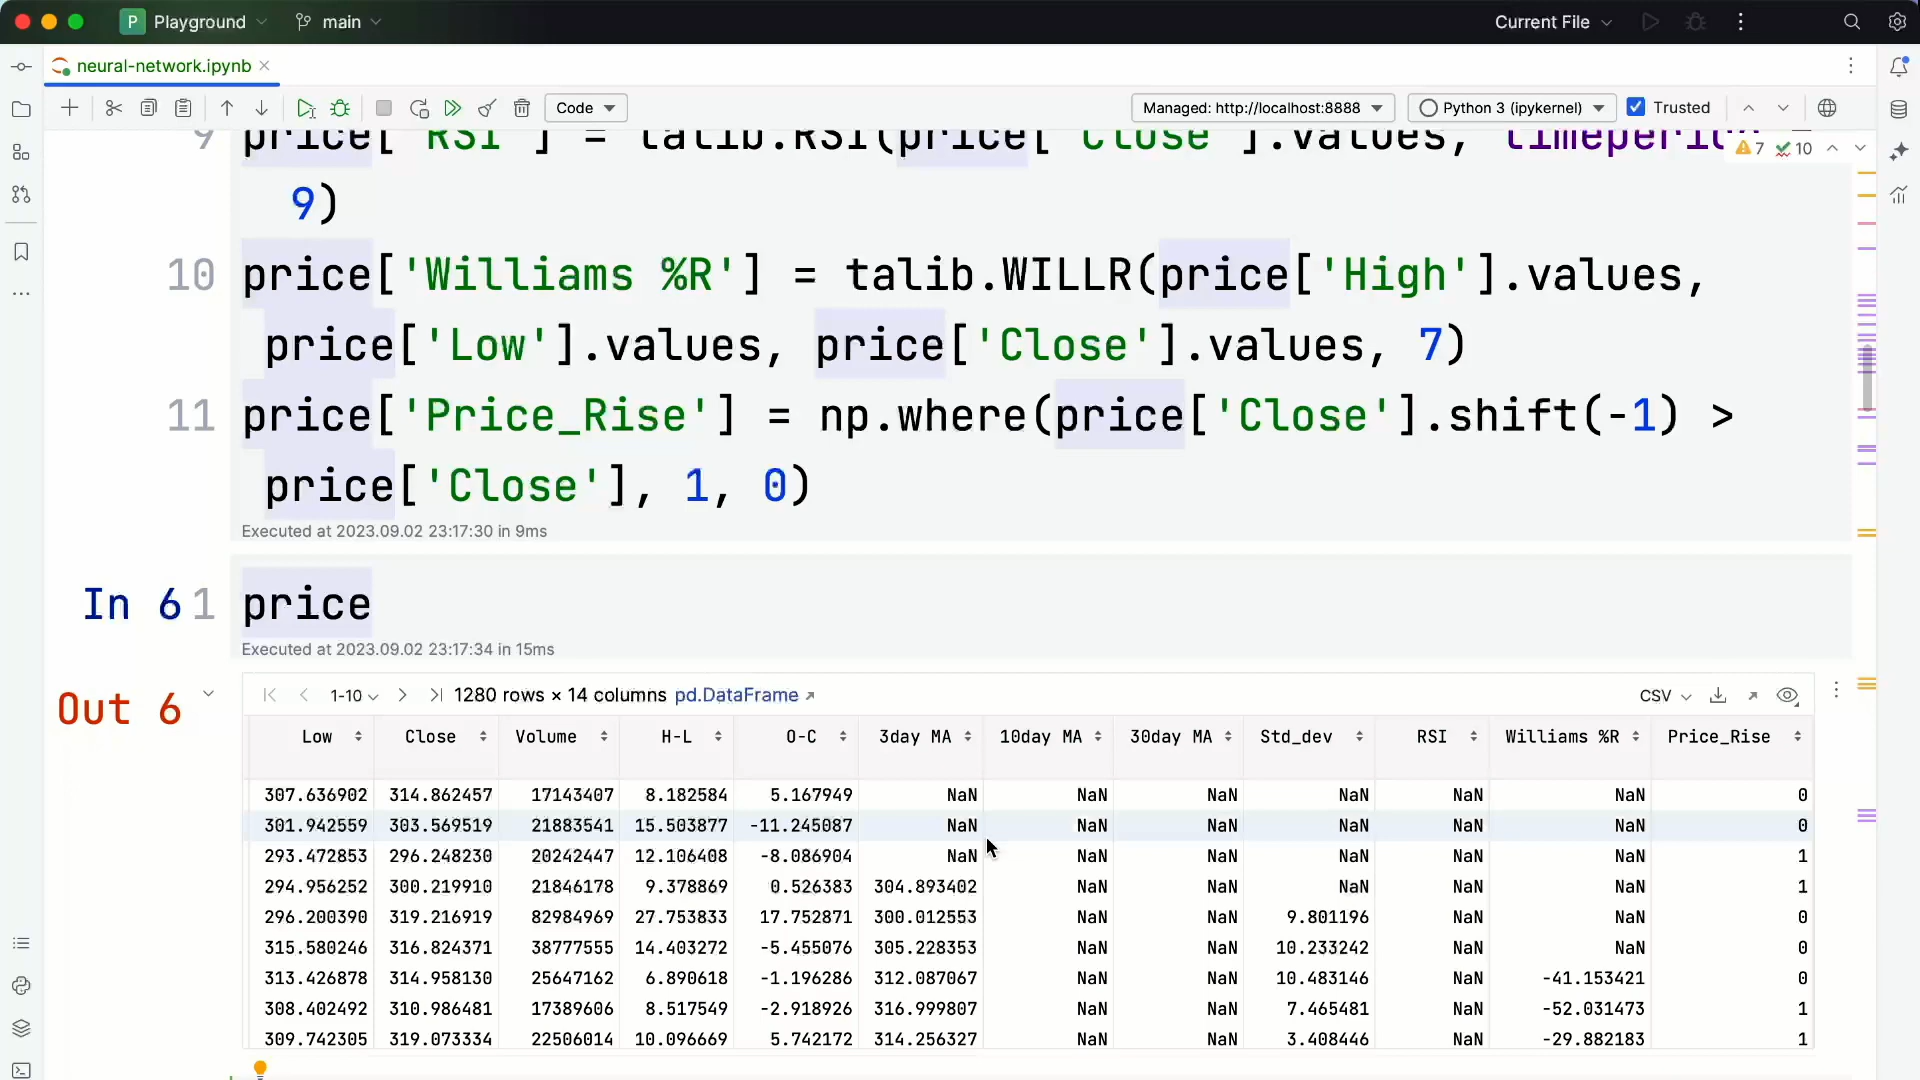 P Playground main Current File
neural-network.ipynb
Code Managed: http://localhost:8888 Python 3 (ipykernel) Trusted
9 price['RSI'] = talib.RSI(price['Close'].values,
7 10
9)
10 price['Williams %R'] = talib.WILLR(price['High'].values,
price['Low'].values, price['Close'].values, 7)
11 price['Price_Rise'] = np.where(price['Close'].shift(-1) >
price['Close'], 1, 0)
Executed at 2023.09.02 23:17:30 in 9ms
In 6 1 price
Executed at 2023.09.02 23:17:34 in 15ms
Out 6 1-10 1280 rows × 14 columns pd.DataFrame CSV
Low Close Volume H-L O-C 3day MA 10day MA 30day MA Std_dev RSI Williams %R Price_Rise
307.636902 314.862457 17143407 8.182584 5.167949 NaN NaN NaN NaN NaN NaN 0
301.942559 303.569519 21883541 15.503877 -11.245087 NaN NaN NaN NaN NaN NaN 0
293.472853 296.248230 20242447 12.106408 -8.086904 NaN NaN NaN NaN NaN NaN 1
294.956252 300.219910 21846178 9.378869 0.526383 304.893402 NaN NaN NaN NaN NaN 1
296.200390 319.216919 82984969 27.753833 17.752871 300.012553 NaN NaN 9.801196 NaN NaN 0
315.580246 316.824371 38777555 14.403272 -5.455076 305.228353 NaN NaN 10.233242 NaN NaN 0
313.426878 314.958130 25647162 6.890618 -1.196286 312.087067 NaN NaN 10.483146 NaN -41.153421 0
308.402492 310.986481 17389606 8.517549 -2.918926 316.999807 NaN NaN 7.465481 NaN -52.031473 1
309.742305 319.073334 22506014 10.096669 5.742172 314.256327 NaN NaN 3.408446 NaN -29.882183 1